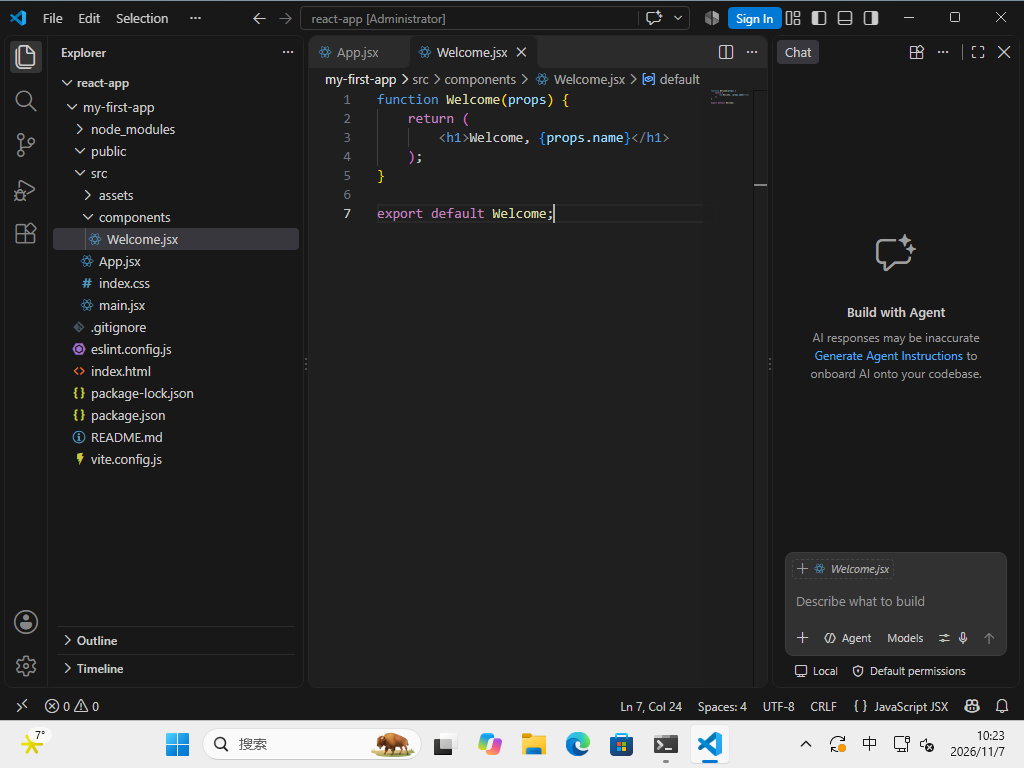 File Edit Selection ··· react-app [Administrator] Sign In
Explorer ···
react-app
my-first-app
node_modules
public
src
assets
components
Welcome.jsx
App.jsx
# index.css
main.jsx
.gitignore
eslint.config.js
<> index.html
{} package-lock.json
{} package.json
README.md
vite.config.js
Outline
Timeline
App.jsx Welcome.jsx ···
my-first-app > src > components > Welcome.jsx > default
1 function Welcome(props) {
2 return (
3 <h1>Welcome, {props.name}</h1>
4 );
5 }
6
7 export default Welcome;
Chat ···
Build with Agent
AI responses may be inaccurate
Generate Agent Instructions to
onboard AI onto your codebase.
Welcome.jsx
Describe what to build
Agent Models
Local Default permissions
0 0 Ln 7, Col 24 Spaces: 4 UTF-8 CRLF {} JavaScript JSX
7° 搜索 中 10:23
2026/11/7